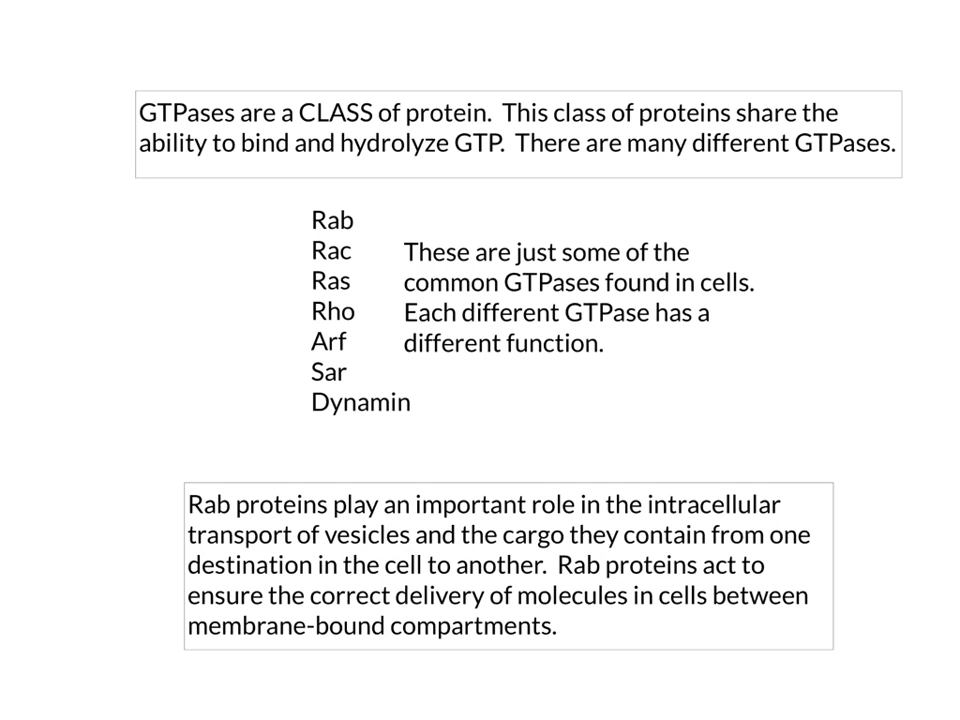 GTPases are a CLASS of protein.  This class of proteins share the
ability to bind and hydrolyze GTP.  There are many different GTPases.
Rab
Rac
Ras
Rho
Arf
Sar
Dynamin
These are just some of the
common GTPases found in cells.
Each different GTPase has a
different function.
Rab proteins play an important role in the intracellular
transport of vesicles and the cargo they contain from one
destination in the cell to another.  Rab proteins act to
ensure the correct delivery of molecules in cells between
membrane-bound compartments.